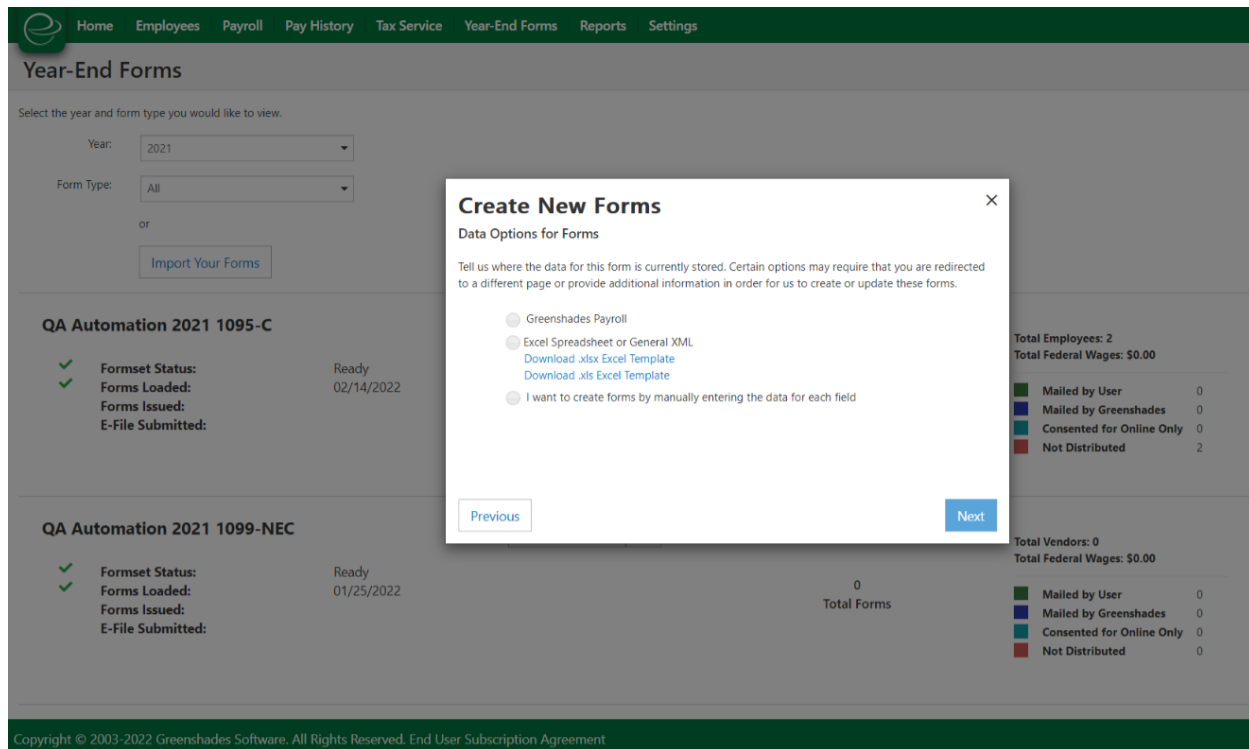 Home Employees Payroll Pay History Tax Service Year-End Forms Reports Settings
Year-End Forms
Select the year and form type you would like to view.
Year: 2021
Form Type: All
or
Import Your Forms
Create New Forms
Data Options for Forms
Tell us where the data for this form is currently stored. Certain options may require that you are redirected
to a different page or provide additional information in order for us to create or update these forms.
Greenshades Payroll
Excel Spreadsheet or General XML
Download .xlsx Excel Template
Download .xls Excel Template
I want to create forms by manually entering the data for each field
Previous Next
QA Automation 2021 1095-C
Formset Status: Ready
Forms Loaded: 02/14/2022
Forms Issued:
E-File Submitted:
Total Employees: 2
Total Federal Wages: $0.00
Mailed by User 0
Mailed by Greenshades 0
Consented for Online Only 0
Not Distributed 2
QA Automation 2021 1099-NEC
Formset Status: Ready
Forms Loaded: 01/25/2022
Forms Issued:
E-File Submitted:
0
Total Forms
Total Vendors: 0
Total Federal Wages: $0.00
Mailed by User 0
Mailed by Greenshades 0
Consented for Online Only 0
Not Distributed 0
Copyright © 2003-2022 Greenshades Software. All Rights Reserved. End User Subscription Agreement